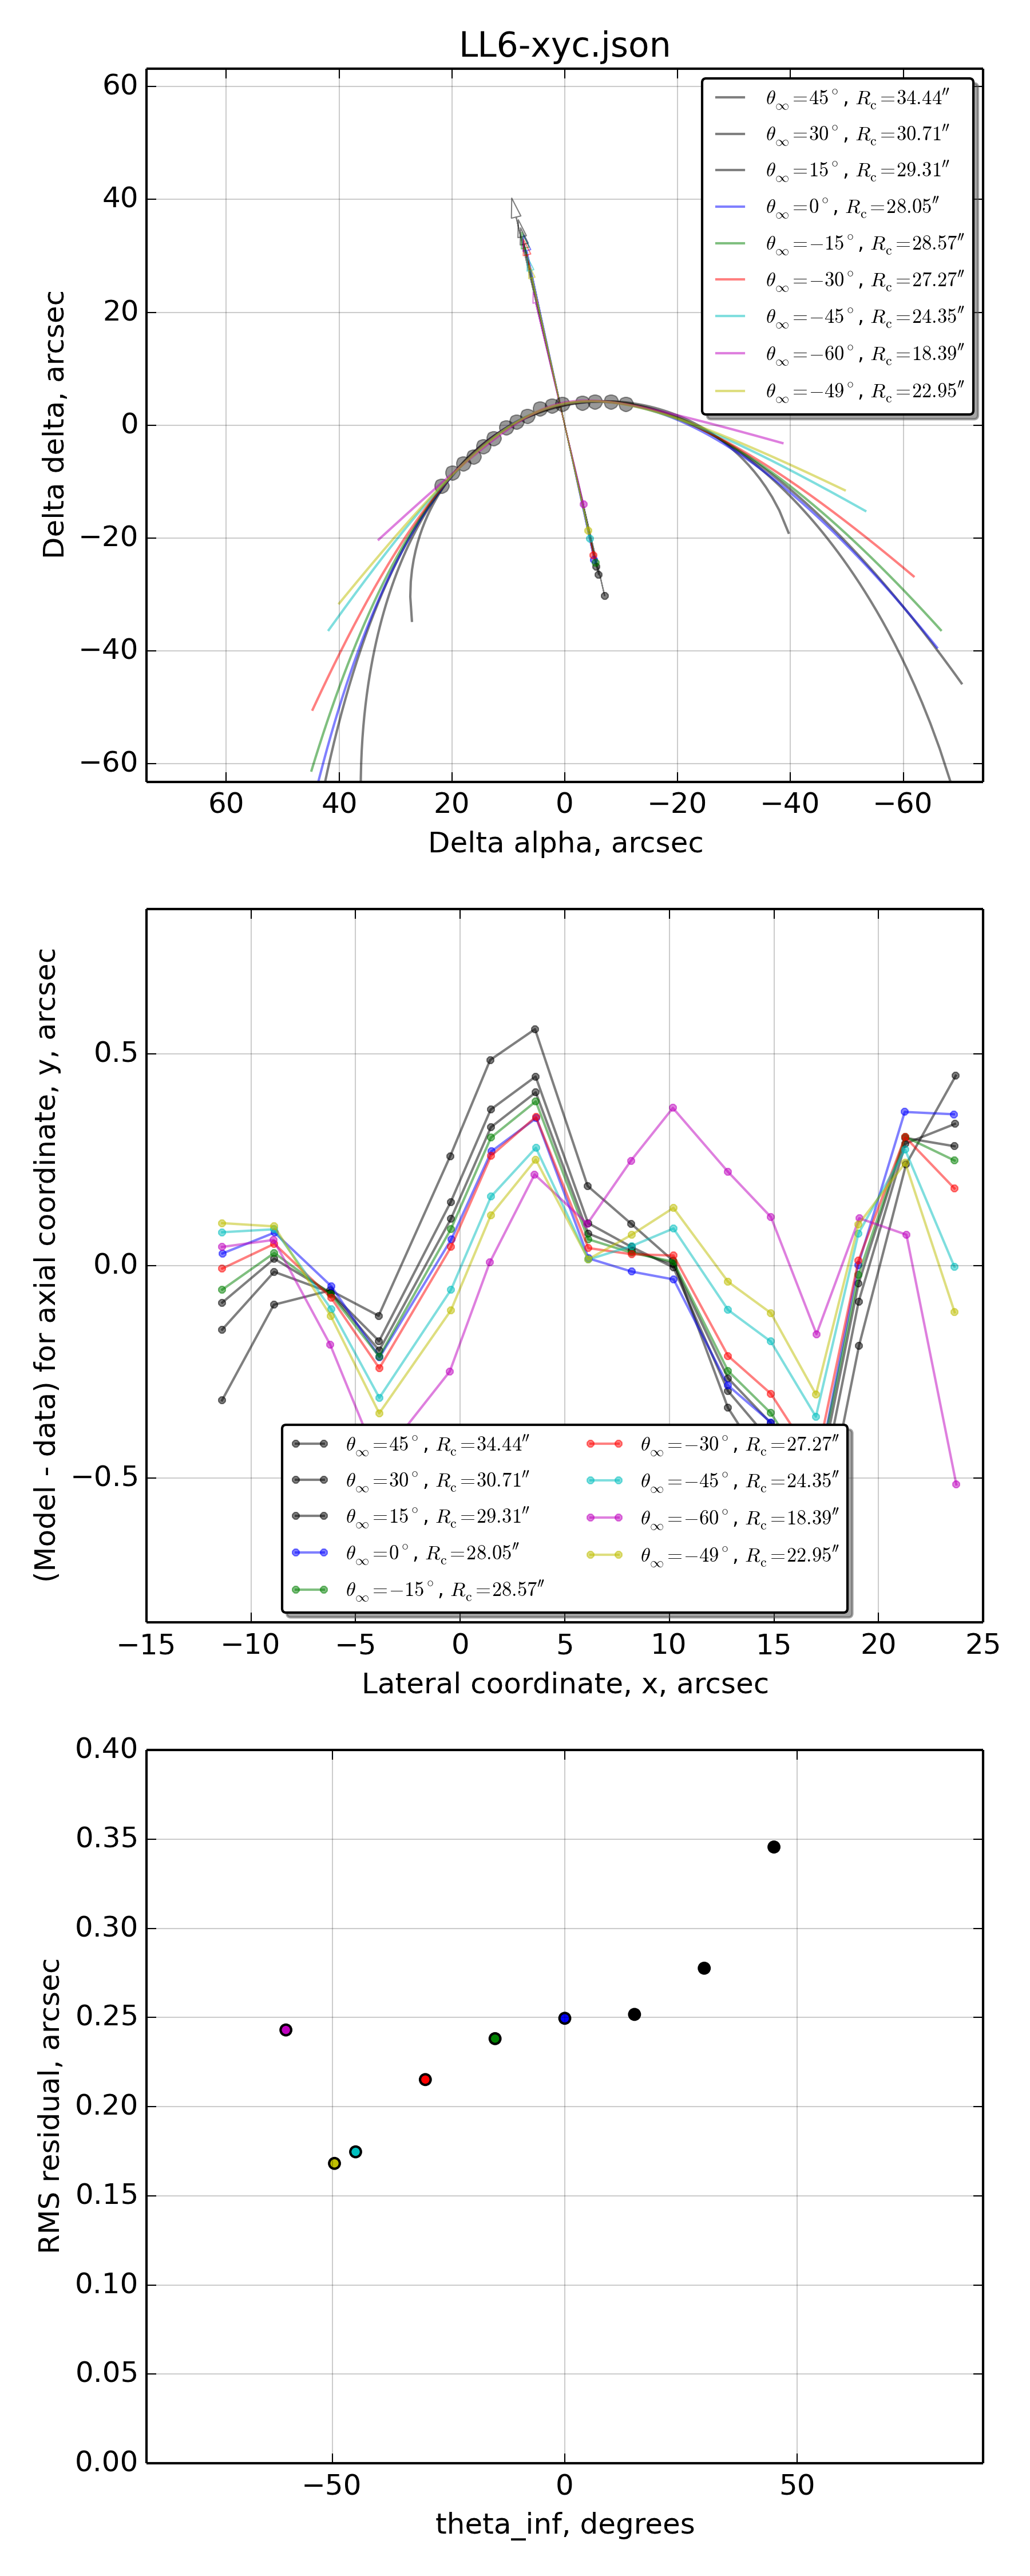 LL6-xyc.json
60
40
20
0
−20
−40
−60
Delta delta, arcsec
θ∞=45°, Rc=34.44″
θ∞=30°, Rc=30.71″
θ∞=15°, Rc=29.31″
θ∞=0°, Rc=28.05″
θ∞=−15°, Rc=28.57″
θ∞=−30°, Rc=27.27″
θ∞=−45°, Rc=24.35″
θ∞=−60°, Rc=18.39″
θ∞=−49°, Rc=22.95″
60 40 20 0 −20 −40 −60
Delta alpha, arcsec
0.5
0.0
−0.5
(Model - data) for axial coordinate, y, arcsec
θ∞=45°, Rc=34.44″
θ∞=30°, Rc=30.71″
θ∞=15°, Rc=29.31″
θ∞=0°, Rc=28.05″
θ∞=−15°, Rc=28.57″
θ∞=−30°, Rc=27.27″
θ∞=−45°, Rc=24.35″
θ∞=−60°, Rc=18.39″
θ∞=−49°, Rc=22.95″
−15 −10 −5 0 5 10 15 20 25
Lateral coordinate, x, arcsec
0.40
0.35
0.30
0.25
0.20
0.15
0.10
0.05
0.00
RMS residual, arcsec
−50 0 50
theta_inf, degrees